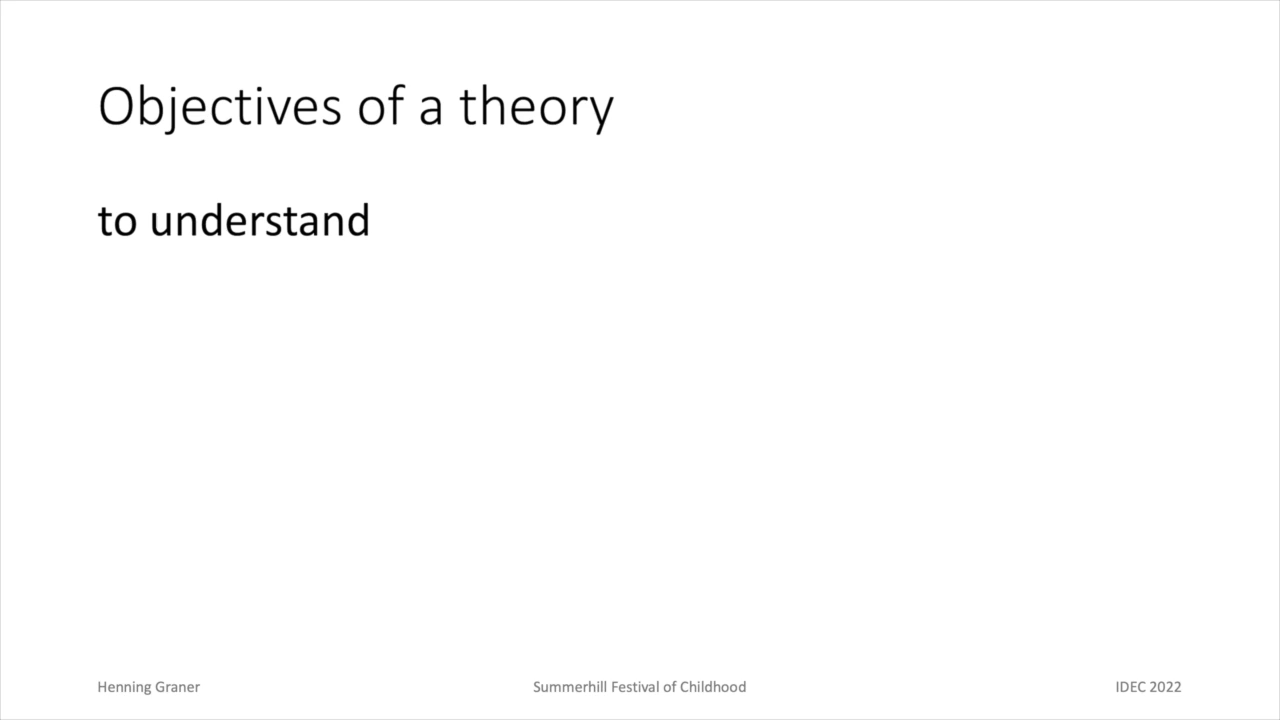 Objectives of a theory
to understand
Henning Graner
Summerhill Festival of Childhood
IDEC 2022